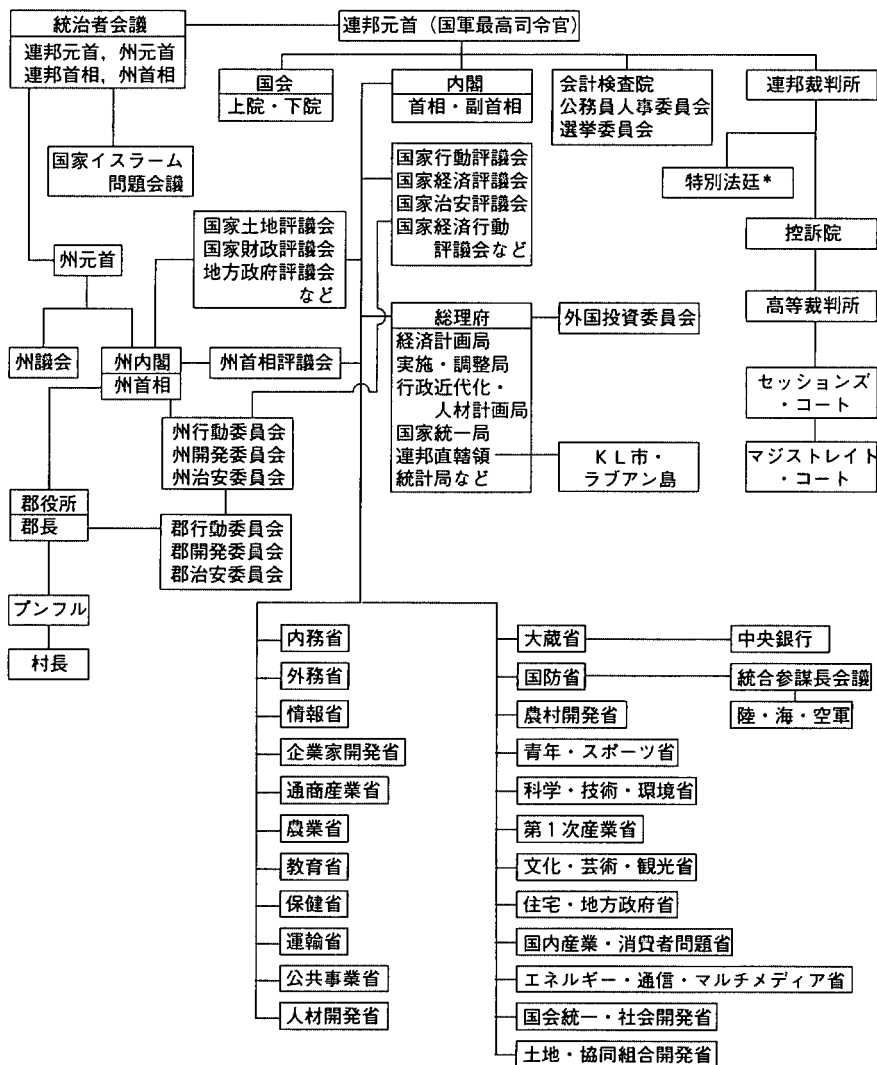 統治者会議
連邦元首，州元首
連邦首相，州首相
連邦元首（国軍最高司令官）
国会
上院・下院
内閣
首相・副首相
会計検査院
公務員人事委員会
選挙委員会
連邦裁判所
国家イスラーム
問題会議
国家行動評議会
国家経済評議会
国家治安評議会
国家経済行動
評議会など
特別法廷*
国家土地評議会
国家財政評議会
地方政府評議会
など
控訴院
州元首
高等裁判所
総理府
経済計画局
実施・調整局
行政近代化・
人材計画局
国家統一局
連邦直轄領
統計局など
外国投資委員会
州議会
州内閣
州首相
州首相評議会
セッションズ
・コート
州行動委員会
州開発委員会
州治安委員会
ＫＬ市・
ラブアン島
マジストレイト
・コート
郡役所
郡長
郡行動委員会
郡開発委員会
郡治安委員会
プンフル
村長
内務省
外務省
情報省
企業家開発省
通商産業省
農業省
教育省
保健省
運輸省
公共事業省
人材開発省
大蔵省
中央銀行
国防省
統合参謀長会議
陸・海・空軍
農村開発省
青年・スポーツ省
科学・技術・環境省
第１次産業省
文化・芸術・観光省
住宅・地方政府省
国内産業・消費者問題省
エネルギー・通信・マルチメディア省
国会統一・社会開発省
土地・協同組合開発省